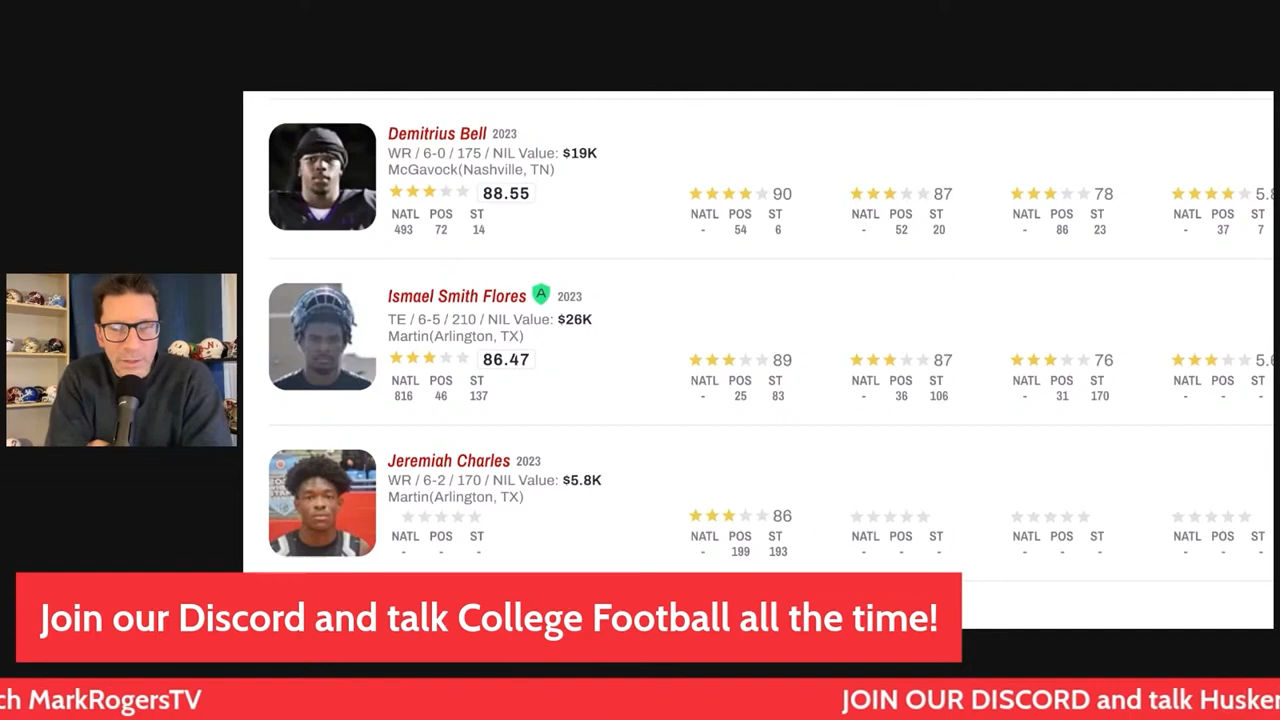 Demitrius Bell 2023
WR / 6-0 / 175 / NIL Value: $19K
McGavock(Nashville, TN)
88.55 90 87 78 5.8
NATL POS ST NATL POS ST NATL POS ST NATL POS ST NATL POS ST
493 72 14 - 54 6 - 52 20 - 86 23 - 37 7
Ismael Smith Flores A 2023
TE / 6-5 / 210 / NIL Value: $26K
Martin(Arlington, TX)
86.47 89 87 76 5.6
NATL POS ST NATL POS ST NATL POS ST NATL POS ST NATL POS ST
816 46 137 - 25 83 - 36 106 - 31 170 - - -
Jeremiah Charles 2023
WR / 6-2 / 170 / NIL Value: $5.8K
Martin(Arlington, TX)
86
NATL POS ST NATL POS ST NATL POS ST NATL POS ST NATL POS ST
- - - - 199 193 - - - - - - - - -
Join our Discord and talk College Football all the time!
ch MarkRogersTV JOIN OUR DISCORD and talk Husker